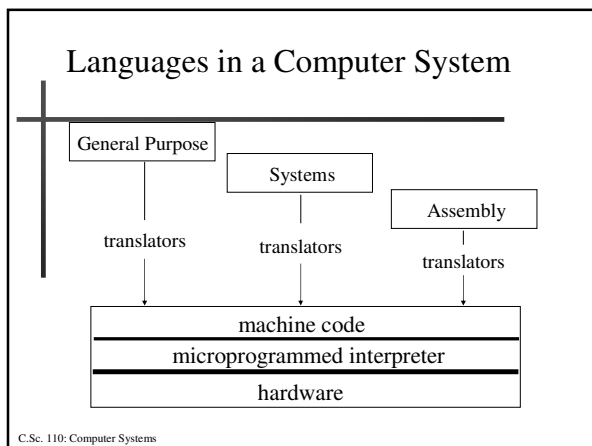 Languages in a Computer System
General Purpose
Systems
Assembly
translators
translators
translators
machine code
microprogrammed interpreter
hardware
C.Sc. 110: Computer Systems